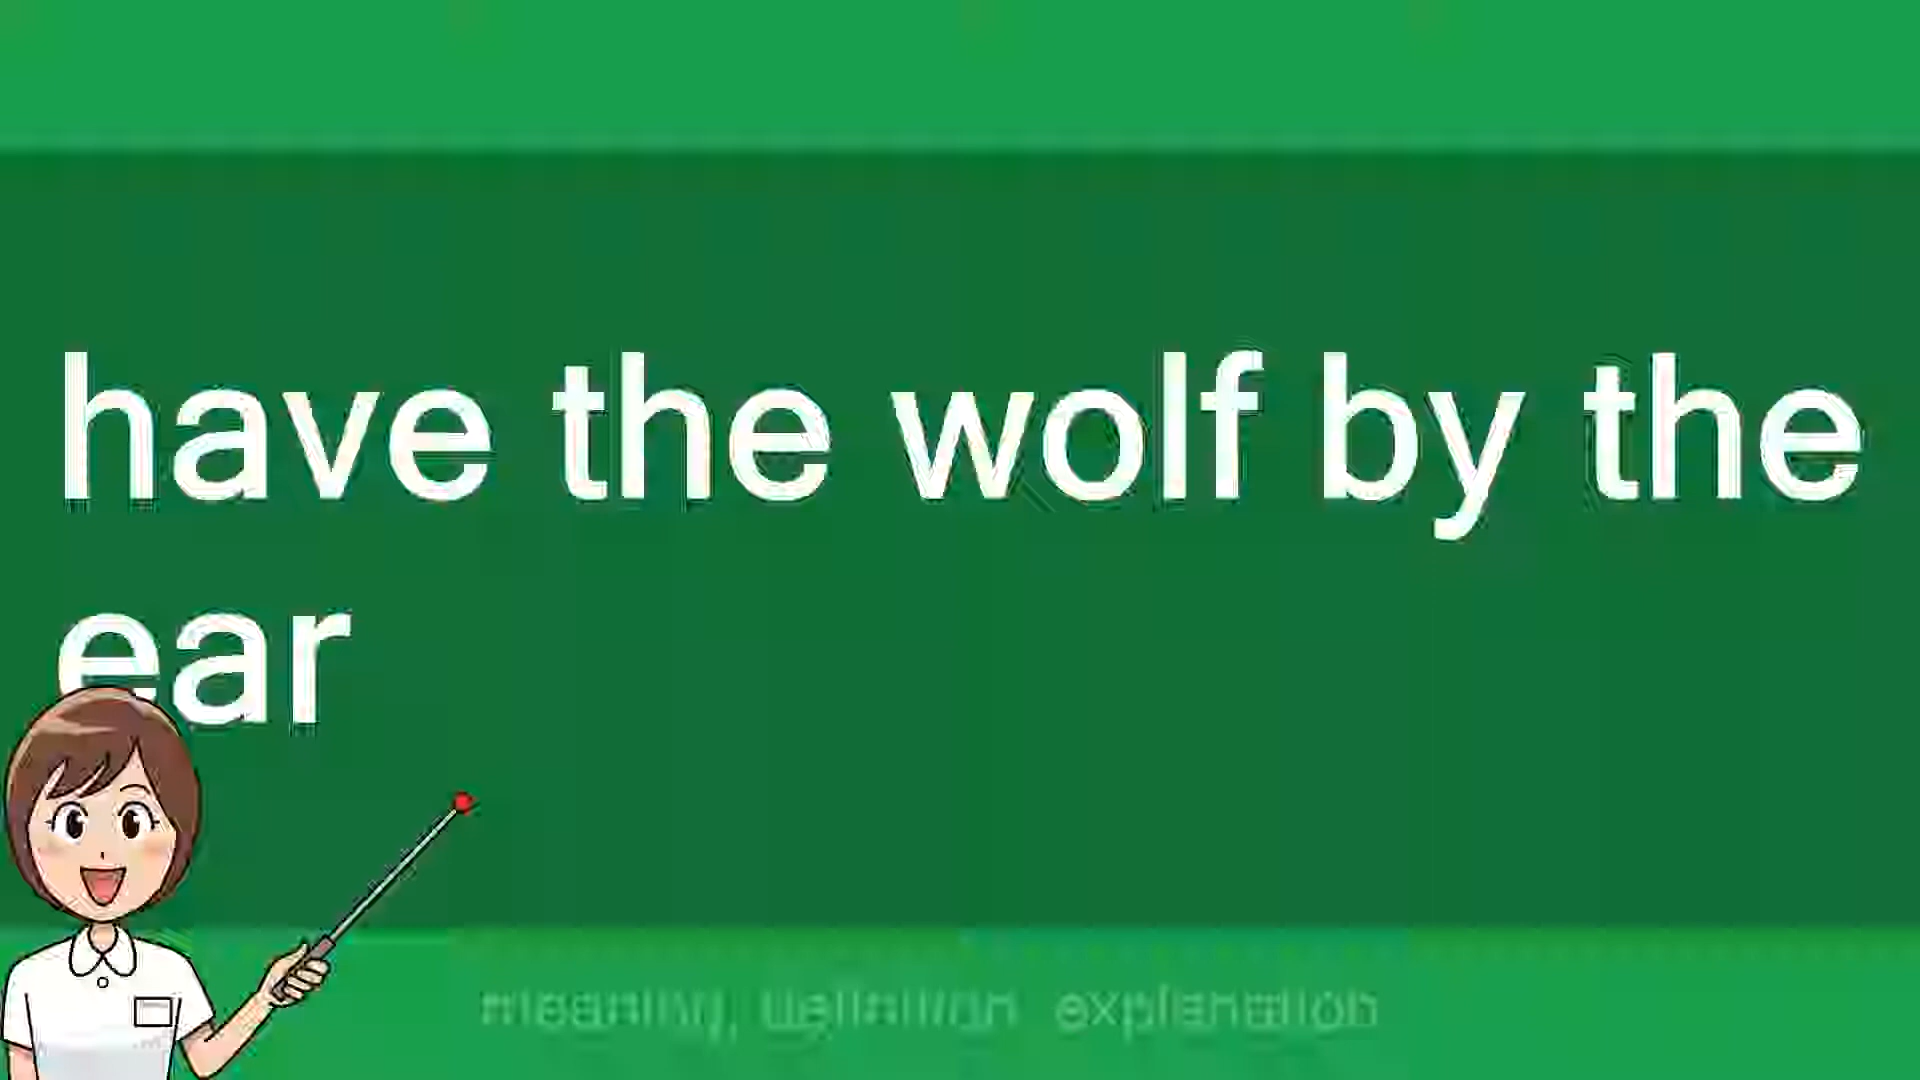 have the wolf by the
ear
meaning, definition explanation